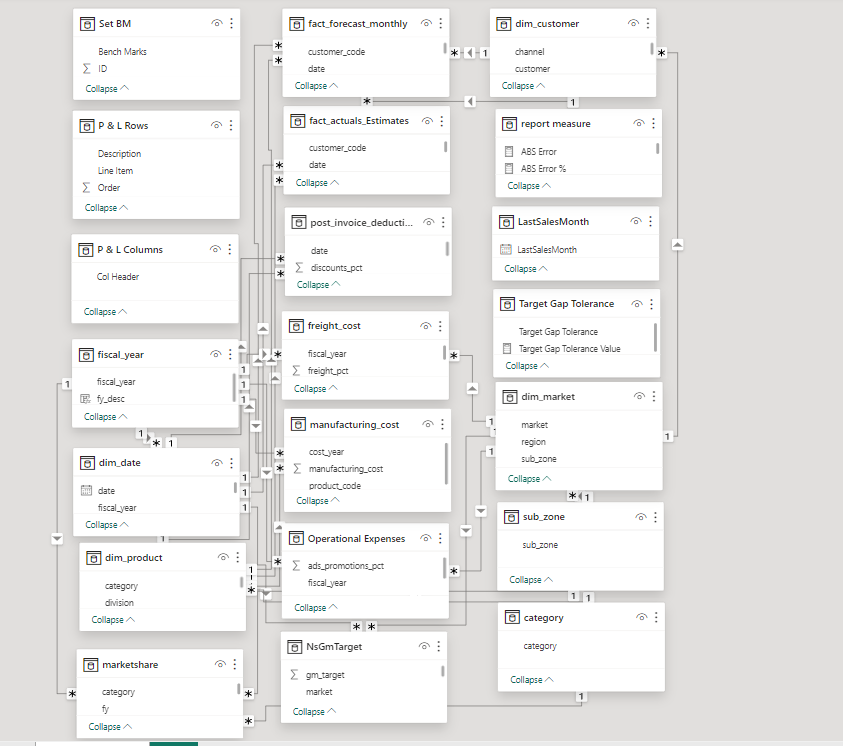 Set BM
Bench Marks
ID
Collapse
P & L Rows
Description
Line Item
Order
Collapse
P & L Columns
Col Header
Collapse
fiscal_year
fiscal_year
fy_desc
Collapse
dim_date
date
fiscal_year
Collapse
dim_product
category
division
Collapse
marketshare
category
fy
Collapse
fact_forecast_monthly
customer_code
date
Collapse
fact_actuals_Estimates
customer_code
date
Collapse
post_invoice_deducti...
date
discounts_pct
Collapse
freight_cost
fiscal_year
freight_pct
Collapse
manufacturing_cost
cost_year
manufacturing_cost
product_code
Collapse
Operational Expenses
ads_promotions_pct
fiscal_year
Collapse
NsGmTarget
gm_target
market
Collapse
dim_customer
channel
customer
Collapse
report measure
ABS Error
ABS Error %
Collapse
LastSalesMonth
LastSalesMonth
Collapse
Target Gap Tolerance
Target Gap Tolerance
Target Gap Tolerance Value
Collapse
dim_market
market
region
sub_zone
Collapse
sub_zone
sub_zone
Collapse
category
category
Collapse